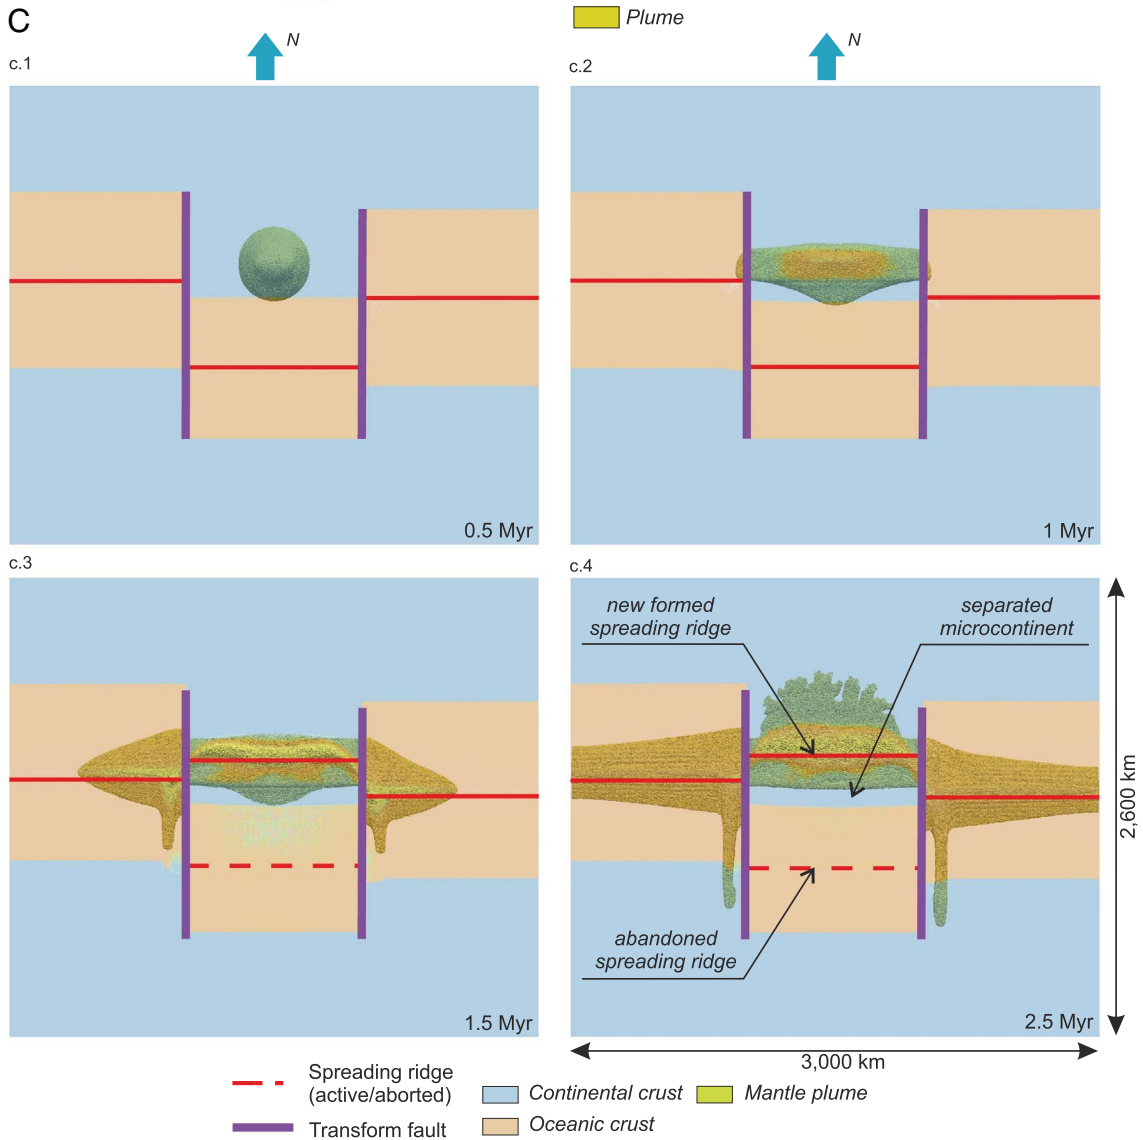 C
Plume
N
N
c.1
c.2
0.5 Myr
1 Myr
c.3
c.4
new formed
spreading ridge
separated
microcontinent
abandoned
spreading ridge
1.5 Myr
2.5 Myr
2,600 km
3,000 km
Spreading ridge
(active/aborted)
Transform fault
Continental crust
Oceanic crust
Mantle plume